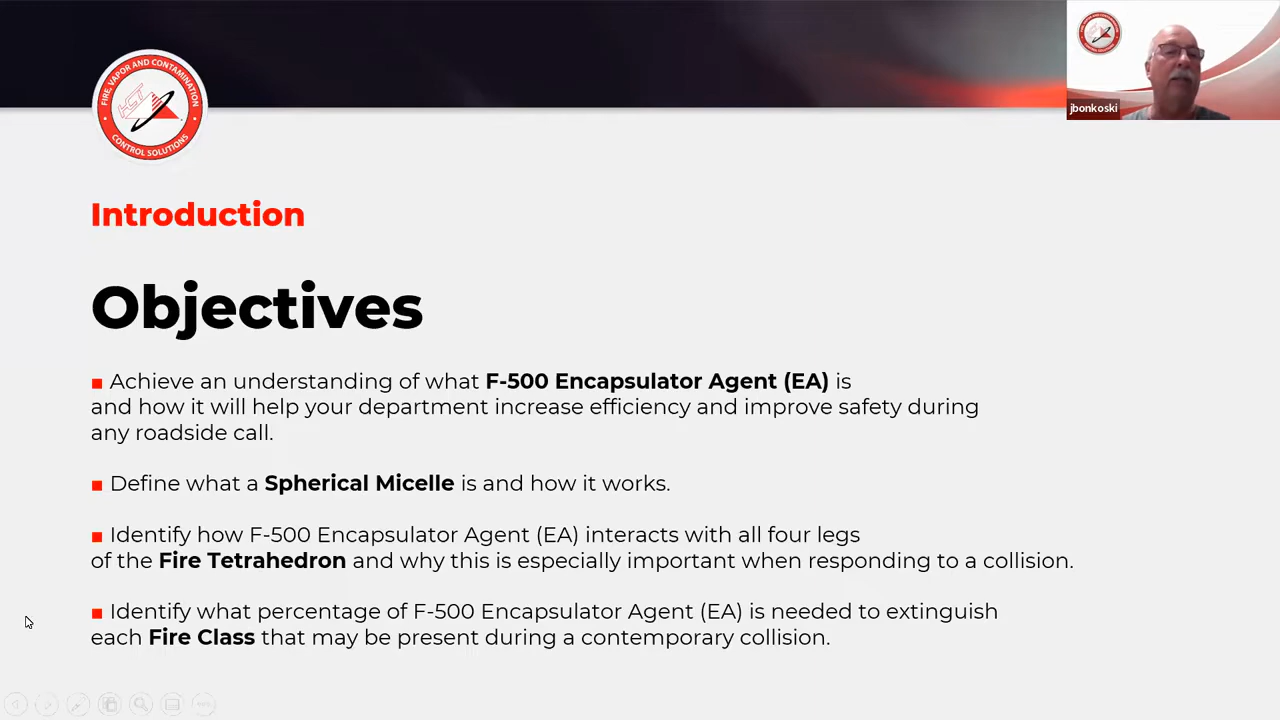 FIRE, VAPOR AND CONTAMINATION
HCT
CONTROL SOLUTIONS
jbonkoski
Introduction
Objectives
■ Achieve an understanding of what F-500 Encapsulator Agent (EA) is
and how it will help your department increase efficiency and improve safety during
any roadside call.
■ Define what a Spherical Micelle is and how it works.
■ Identify how F-500 Encapsulator Agent (EA) interacts with all four legs
of the Fire Tetrahedron and why this is especially important when responding to a collision.
■ Identify what percentage of F-500 Encapsulator Agent (EA) is needed to extinguish
each Fire Class that may be present during a contemporary collision.